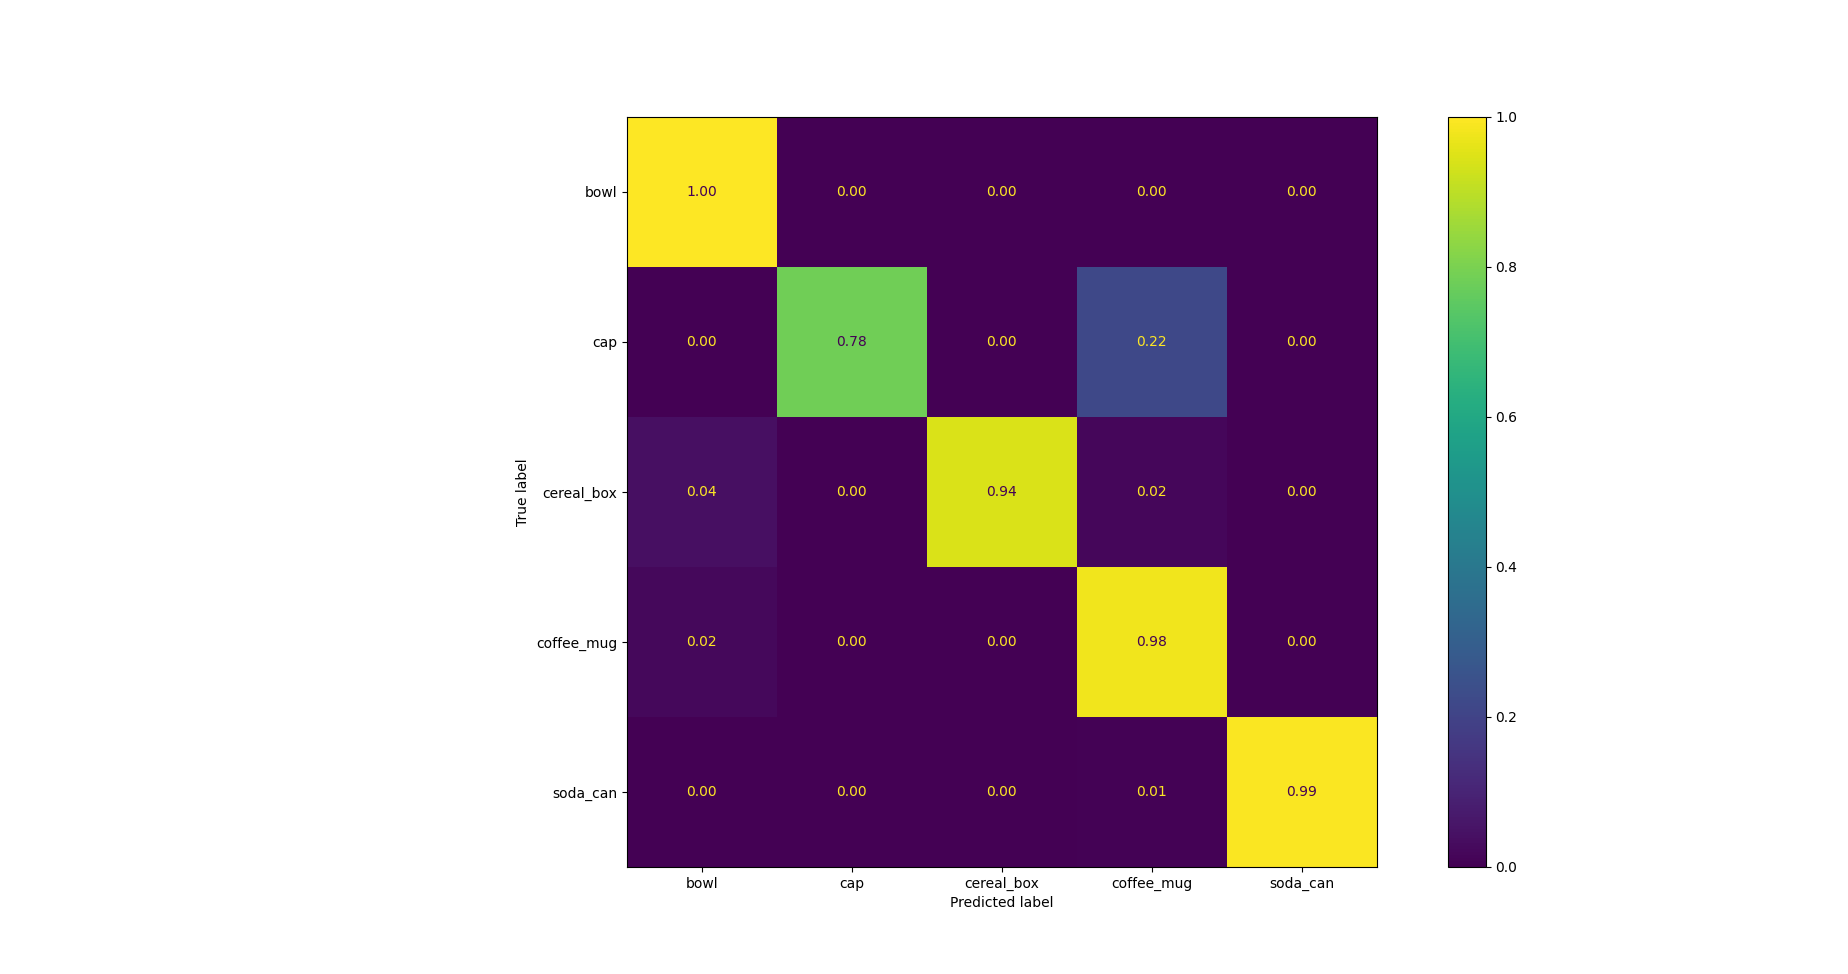 1.0
bowl 1.00 0.00 0.00 0.00 0.00
0.8
cap 0.00 0.78 0.00 0.22 0.00
0.6
True label
cereal_box 0.04 0.00 0.94 0.02 0.00
0.4
coffee_mug 0.02 0.00 0.00 0.98 0.00
0.2
soda_can 0.00 0.00 0.00 0.01 0.99
0.0
bowl cap cereal_box coffee_mug soda_can
Predicted label